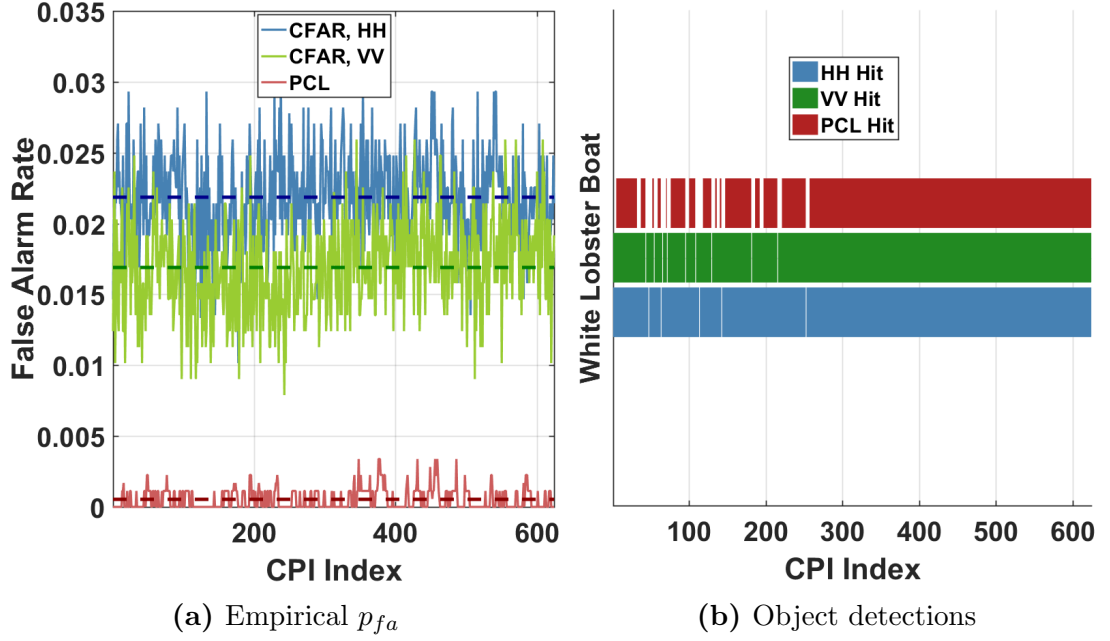 0.035
0.03
0.025
0.02
0.015
0.01
0.005
0
False Alarm Rate
CFAR, HH
CFAR, VV
PCL
200
400
600
CPI Index
(a) Empirical p_{fa}
White Lobster Boat
HH Hit
VV Hit
PCL Hit
100
200
300
400
500
600
CPI Index
(b) Object detections